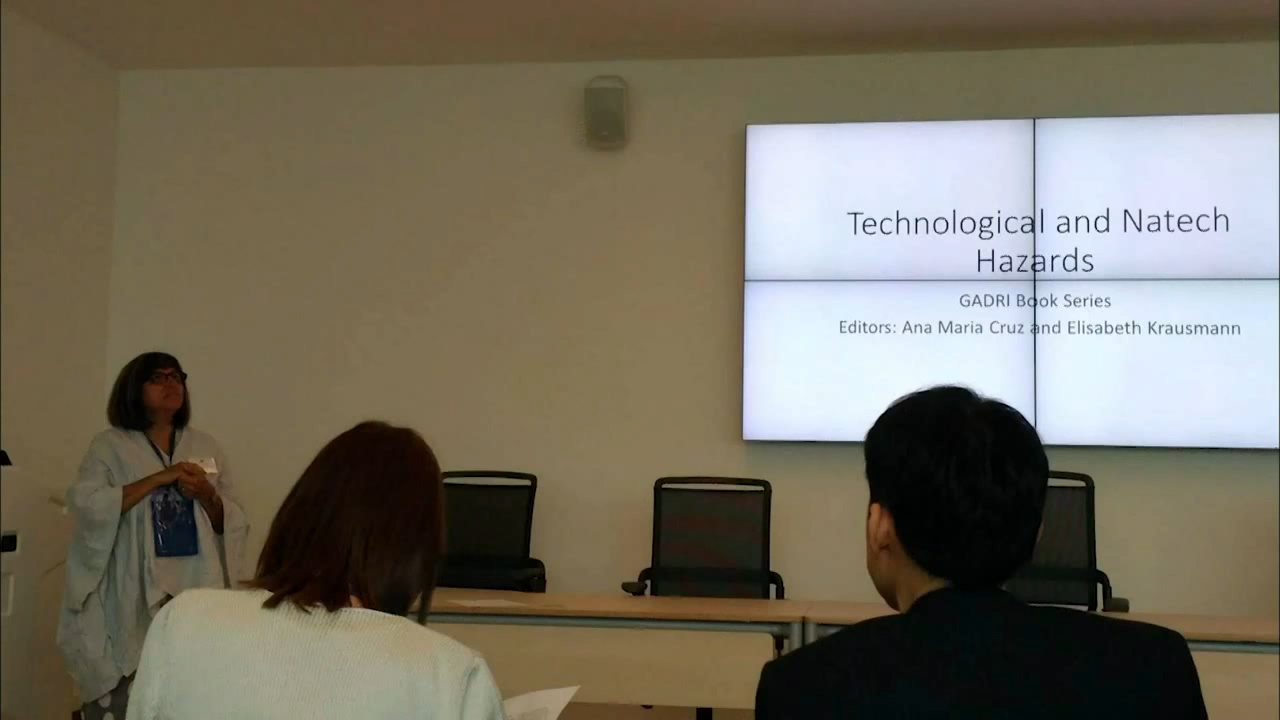 Technological and Natech
Hazards
GADRI Book Series
Editors: Ana Maria Cruz and Elisabeth Krausmann